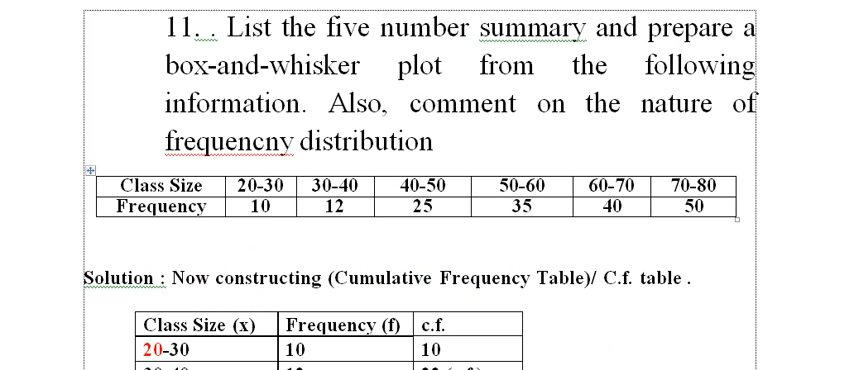 11. . List the five number summary and prepare a
box-and-whisker plot from the following
information. Also, comment on the nature of
frequencny distribution
Class Size 20-30 30-40 40-50 50-60 60-70 70-80
Frequency 10 12 25 35 40 50
Solution : Now constructing (Cumulative Frequency Table)/ C.f. table .
Class Size (x) Frequency (f) c.f.
20-30 10 10